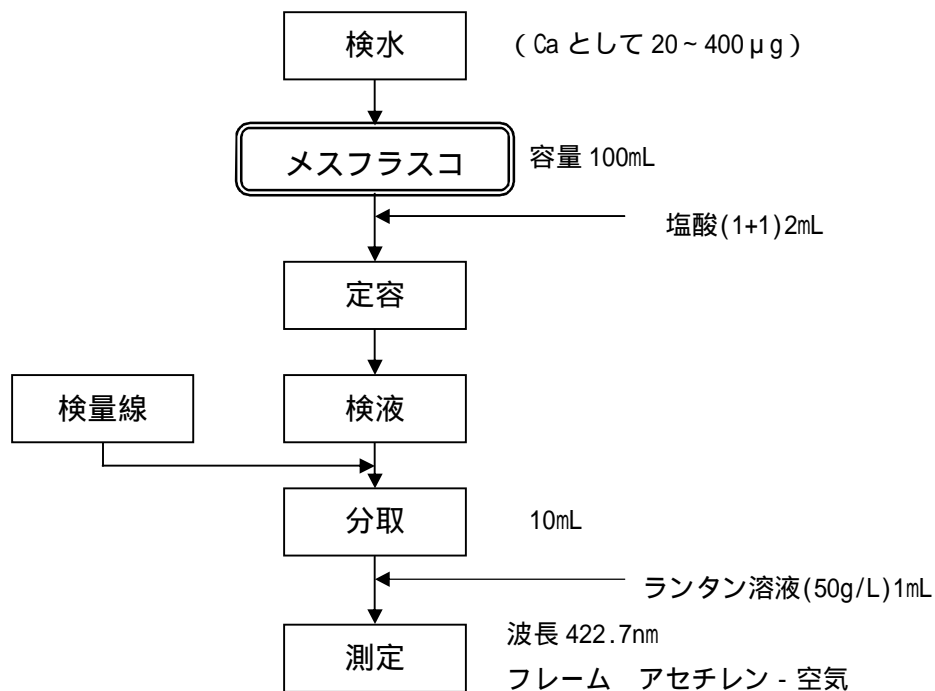 検水
（Ca として 20～400μg）
メスフラスコ
容量 100mL
塩酸(1+1)2mL
定容
検量線
検液
分取
10mL
ランタン溶液(50g/L)1mL
測定
波長 422.7nm
フレーム　アセチレン - 空気